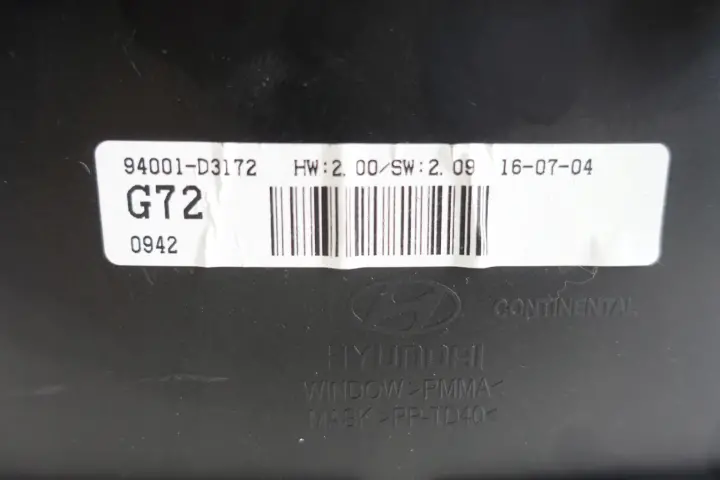 94001-D3172 HW:2.00/SW:2.09 16-07-04
G72
0942
CONTINENTAL
HYUNDAI
WINDOW >PMMA<
MASK >PP-TD40<